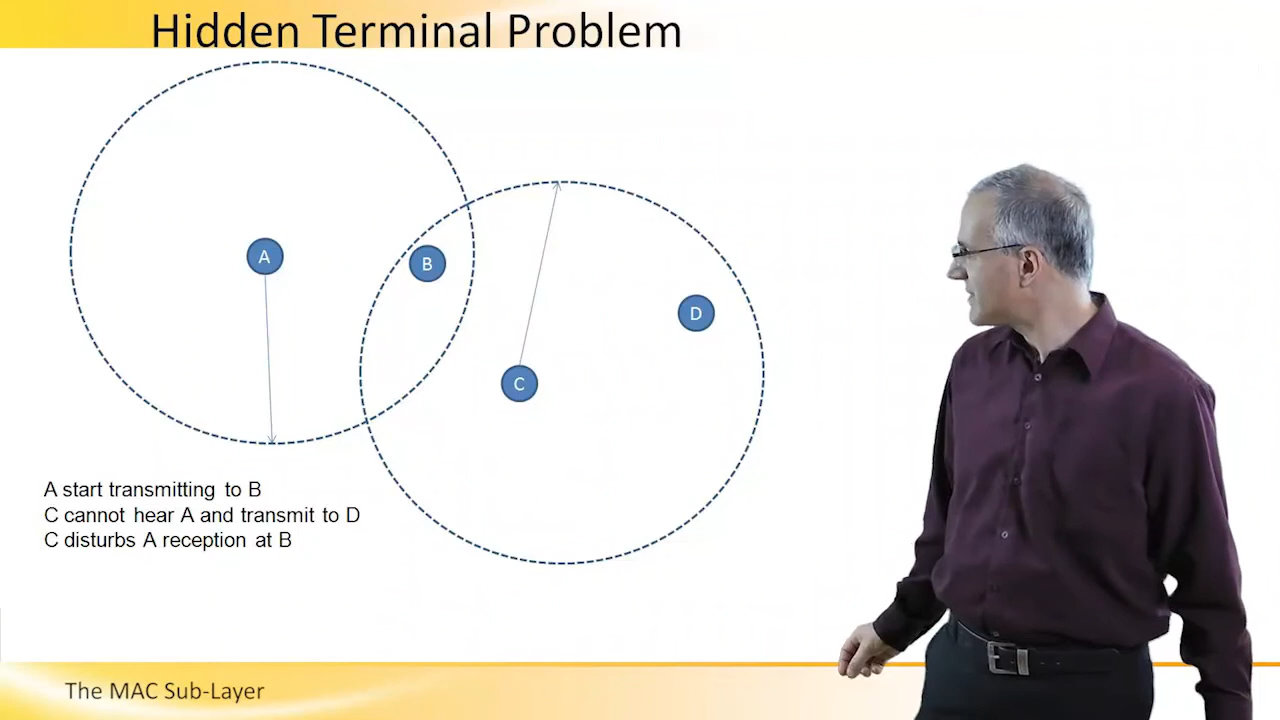 Hidden Terminal Problem
A
B
D
C
A start transmitting to B
C cannot hear A and transmit to D
C disturbs A reception at B
The MAC Sub-Layer